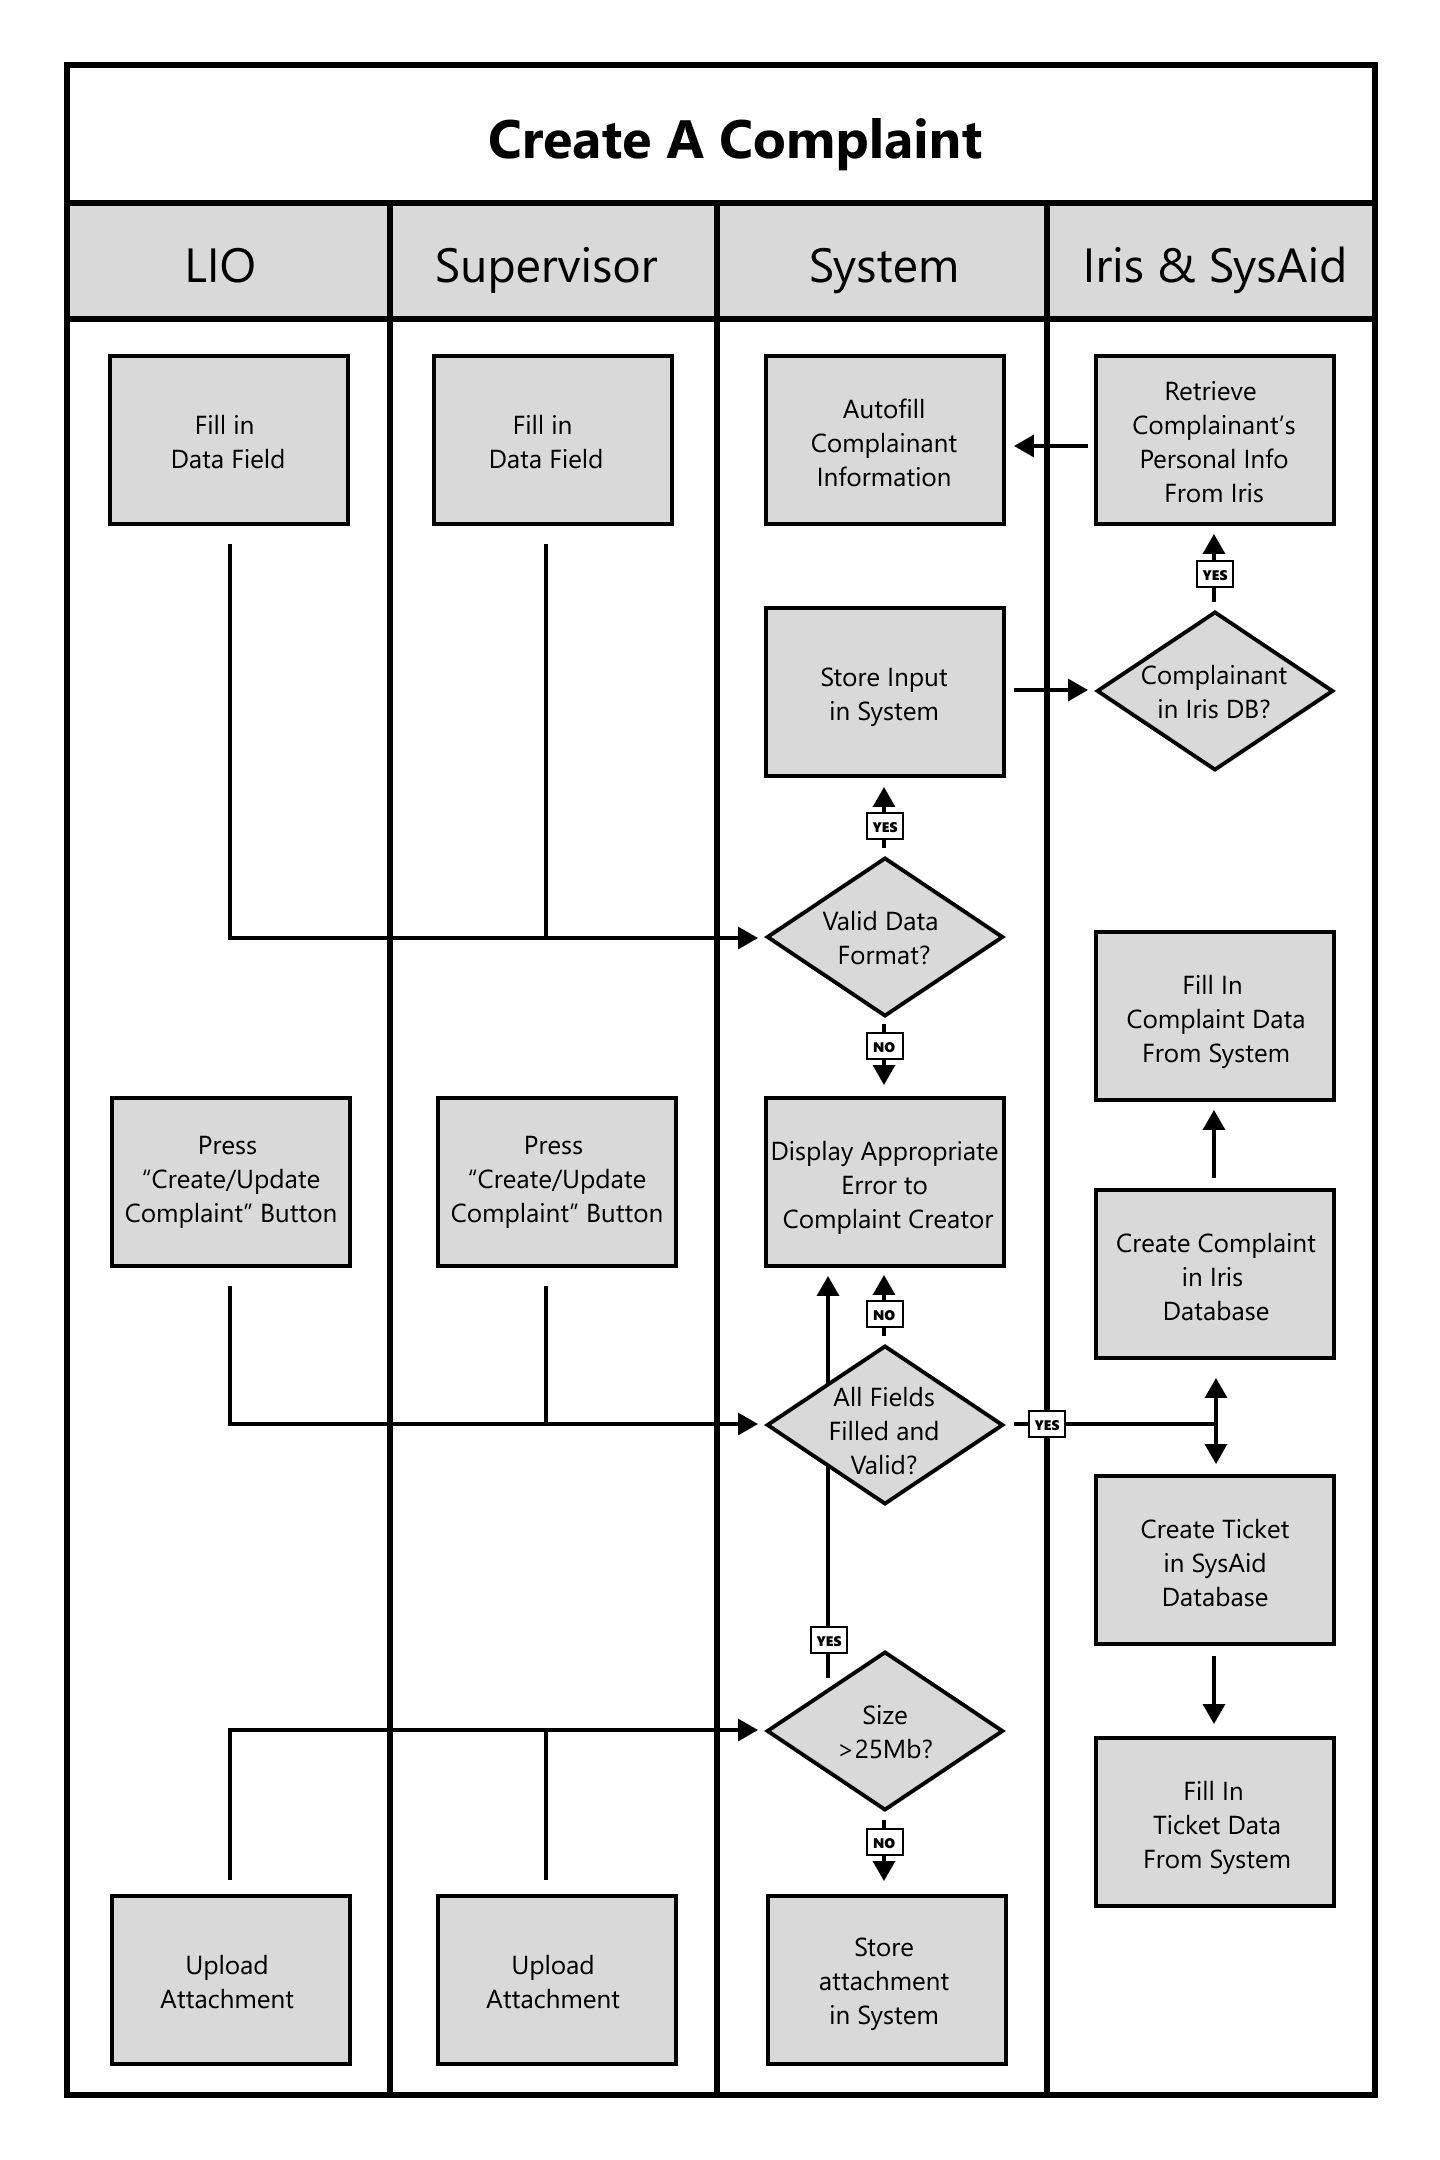 Create A Complaint
LIO
Supervisor
System
Iris & SysAid
Fill in
Data Field
Fill in
Data Field
Autofill
Complainant
Information
Retrieve
Complainant’s
Personal Info
From Iris
YES
Store Input
in System
Complainant
in Iris DB?
YES
Valid Data
Format?
NO
Fill In
Complaint Data
From System
Press
“Create/Update
Complaint” Button
Press
“Create/Update
Complaint” Button
Display Appropriate
Error to
Complaint Creator
Create Complaint
in Iris
Database
NO
All Fields
Filled and
Valid?
YES
Create Ticket
in SysAid
Database
YES
Size
>25Mb?
NO
Fill In
Ticket Data
From System
Upload
Attachment
Upload
Attachment
Store
attachment
in System